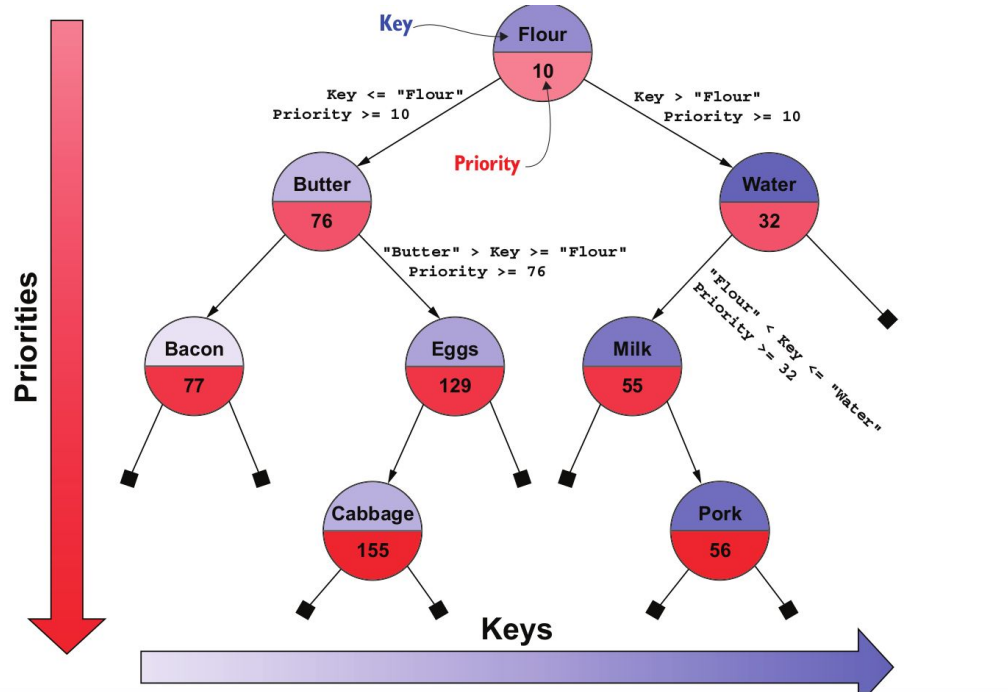 Key
Flour
10
Key <= "Flour"
Priority >= 10
Key > "Flour"
Priority >= 10
Priority
Butter
76
Water
32
"Butter" > Key >= "Flour"
Priority >= 76
"Flour" < Key <= "Water"
Priority >= 32
Priorities
Bacon
77
Eggs
129
Milk
55
Cabbage
155
Pork
56
Keys